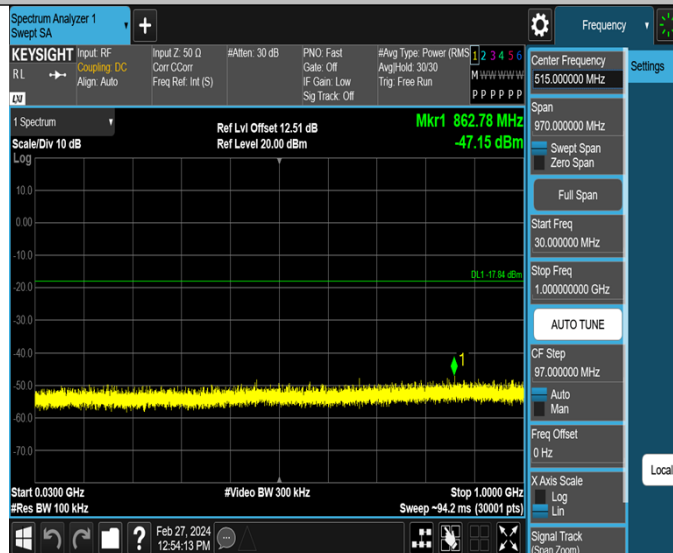 Spectrum Analyzer 1
Swept SA
+
Frequency
KEYSIGHT
RL
LXI
Input: RF
Coupling: DC
Align: Auto
Input Z: 50 Ω
Corr CCorr
Freq Ref: Int (S)
#Atten: 30 dB
PNO: Fast
Gate: Off
IF Gain: Low
Sig Track: Off
#Avg Type: Power (RMS
Avg|Hold: 30/30
Trig: Free Run
1 2 3 4 5 6
M W W W W W
P P P P P P
1 Spectrum
Scale/Div 10 dB
Log
Ref Lvl Offset 12.51 dB
Ref Level 20.00 dBm
Mkr1 862.78 MHz
-47.15 dBm
10.0
0.00
-10.0
DL1 -17.84 dBm
-20.0
-30.0
-40.0
1
-50.0
-60.0
-70.0
Start 0.0300 GHz
#Res BW 100 kHz
#Video BW 300 kHz
Stop 1.0000 GHz
Sweep ~94.2 ms (30001 pts)
Feb 27, 2024
12:54:13 PM
?
Center Frequency
515.000000 MHz
Settings
Span
970.000000 MHz
Swept Span
Zero Span
Full Span
Start Freq
30.000000 MHz
Stop Freq
1.000000000 GHz
AUTO TUNE
CF Step
97.000000 MHz
Auto
Man
Freq Offset
0 Hz
Local
X Axis Scale
Log
Lin
Signal Track
(Span Zoom)